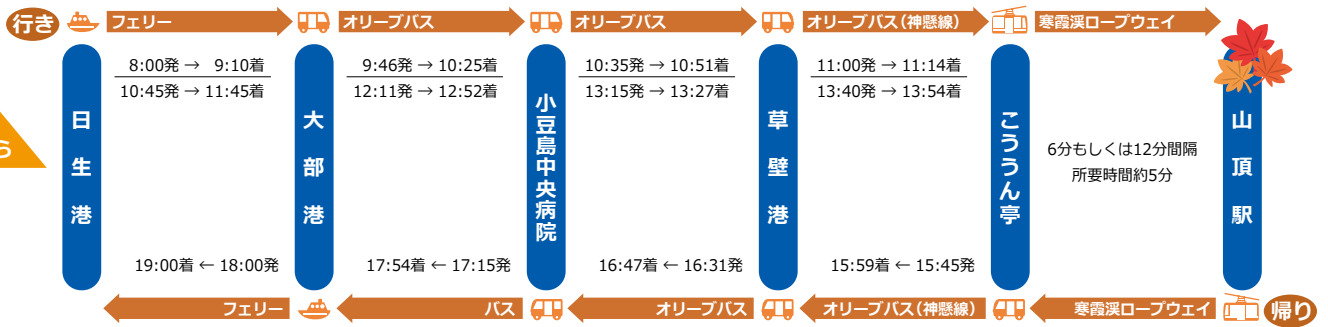 行き フェリー オリーブバス オリーブバス オリーブバス(神懸線) 寒霞渓ロープウェイ
8:00発 → 9:10着 9:46発 → 10:25着 10:35発 → 10:51着 11:00発 → 11:14着
10:45発 → 11:45着 12:11発 → 12:52着 13:15発 → 13:27着 13:40発 → 13:54着
ら
日生港
大部港
小豆島中央病院
草壁港
こううん亭
6分もしくは12分間隔
所要時間約5分
山頂駅
19:00着 ← 18:00発 17:54着 ← 17:15発 16:47着 ← 16:31発 15:59着 ← 15:45発
フェリー バス オリーブバス オリーブバス(神懸線) 寒霞渓ロープウェイ 帰り